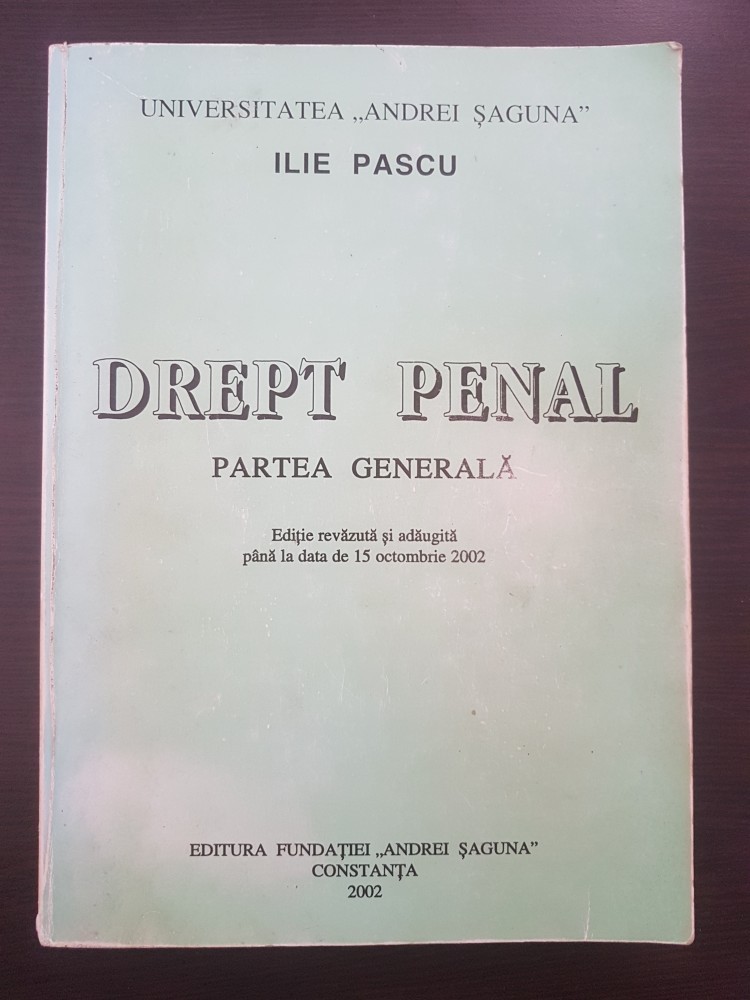 UNIVERSITATEA „ANDREI ŞAGUNA”
ILIE PASCU
DREPT PENAL
PARTEA GENERALĂ
Ediţie revăzută şi adăugită
până la data de 15 octombrie 2002
EDITURA FUNDAŢIEI „ANDREI ŞAGUNA”
CONSTANŢA
2002